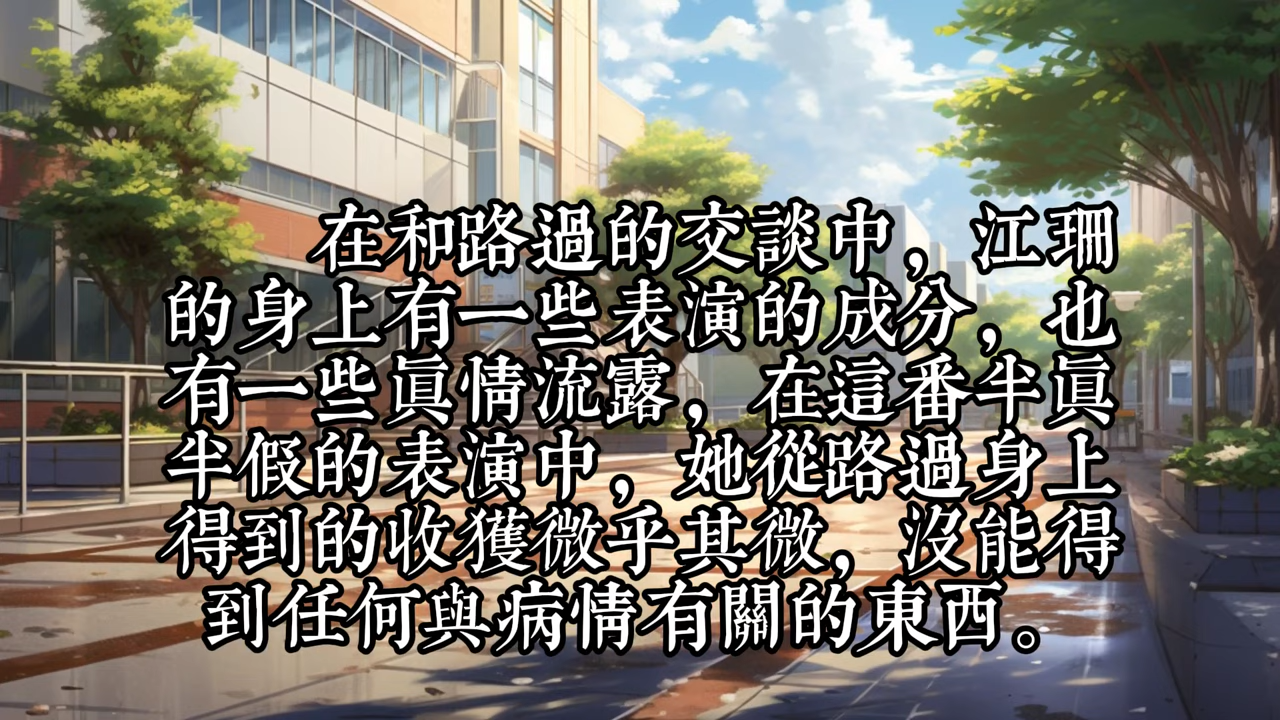 在和路過的交談中，江珊
的身上有一些表演的成分，也
有一些眞情流露，在這番半眞
半假的表演中，她從路過身上
得到的收獲微乎其微，沒能得
到任何與病情有關的東西。